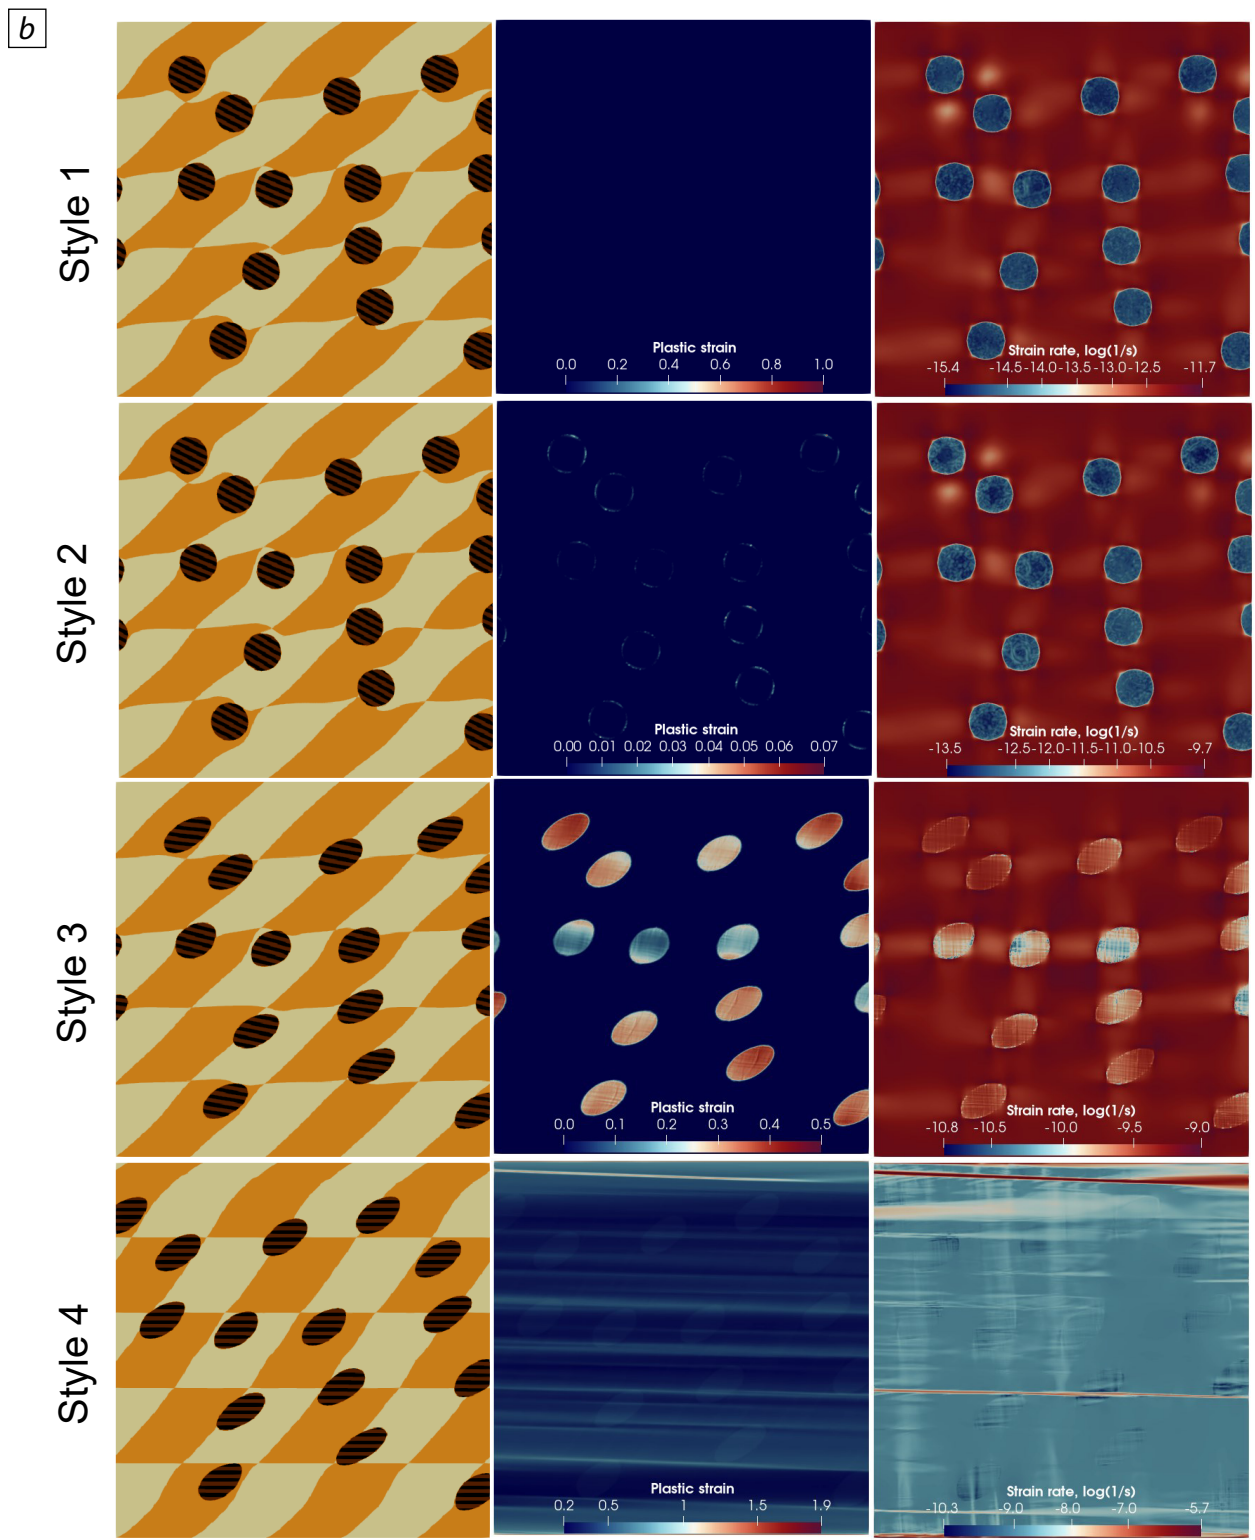 b
Style 1
Plastic strain
0.0 0.2 0.4 0.6 0.8 1.0
Strain rate, log(1/s)
-15.4 -14.5 -14.0 -13.5 -13.0 -12.5 -11.7
Style 2
Plastic strain
0.00 0.01 0.02 0.03 0.04 0.05 0.06 0.07
Strain rate, log(1/s)
-13.5 -12.5 -12.0 -11.5 -11.0 -10.5 -9.7
Style 3
Plastic strain
0.0 0.1 0.2 0.3 0.4 0.5
Strain rate, log(1/s)
-10.8 -10.5 -10.0 -9.5 -9.0
Style 4
Plastic strain
0.2 0.5 1 1.5 1.9
Strain rate, log(1/s)
-10.3 -9.0 -8.0 -7.0 -5.7